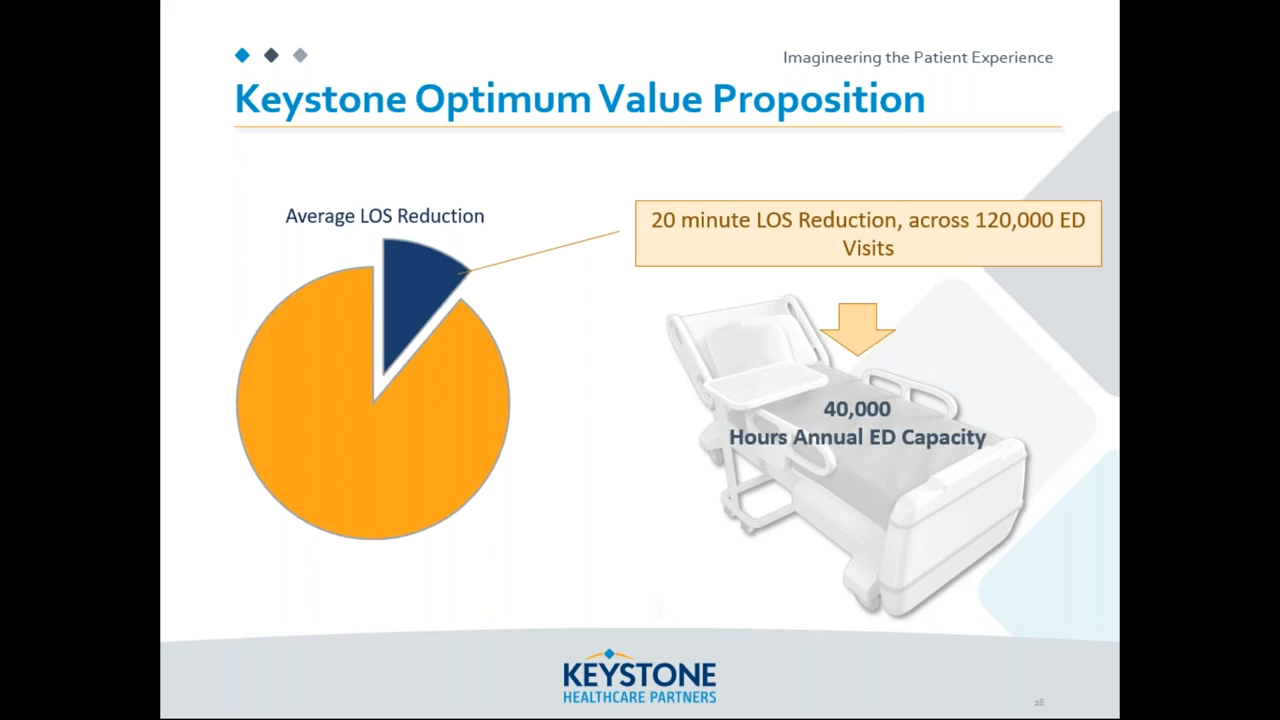 Imagineering the Patient Experience
Keystone Optimum Value Proposition
Average LOS Reduction
20 minute LOS Reduction, across 120,000 ED
Visits
40,000
Hours Annual ED Capacity
KEYSTONE
HEALTHCARE PARTNERS
28